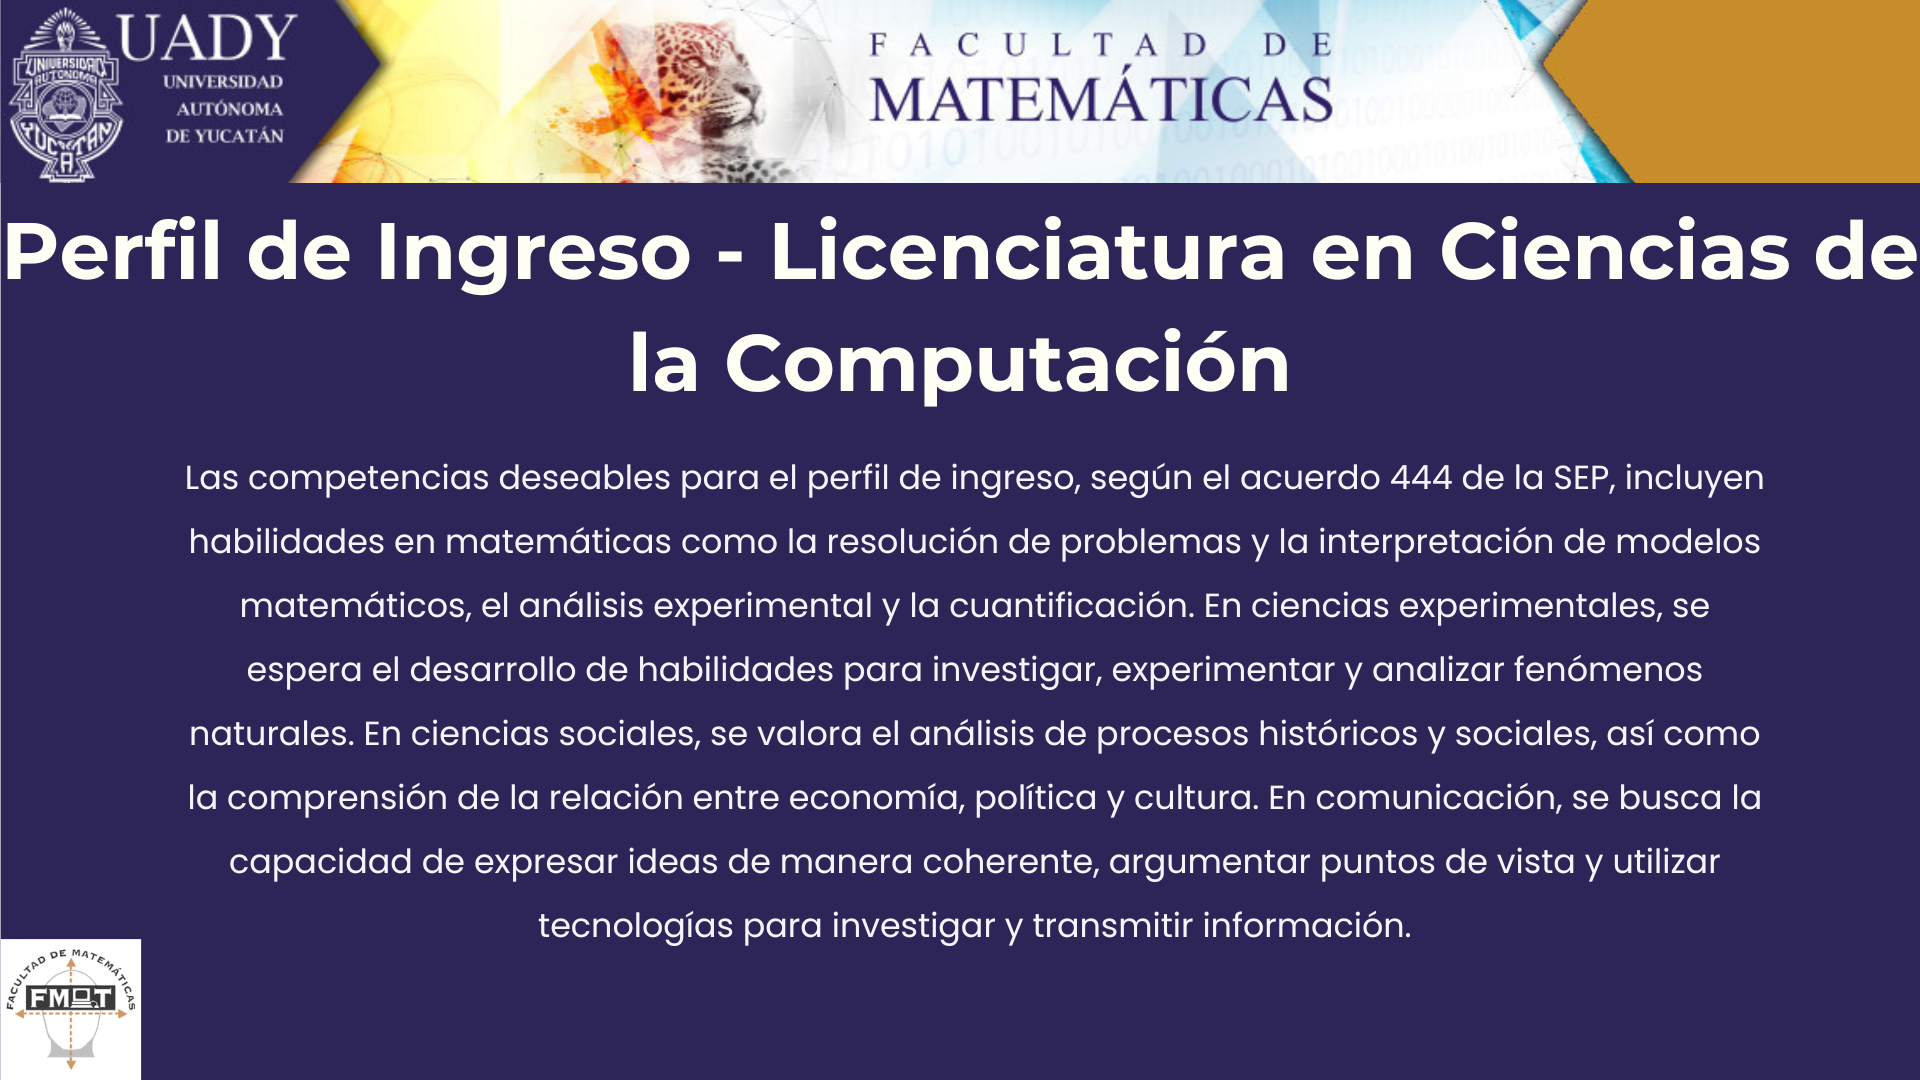 UADY
UNIVERSIDAD
AUTÓNOMA
DE YUCATÁN
UNIVERSIDAD
AUTONOMA
YUCATAN
FACULTAD DE
MATEMÁTICAS
Perfil de Ingreso - Licenciatura en Ciencias de
la Computación
Las competencias deseables para el perfil de ingreso, según el acuerdo 444 de la SEP, incluyen
habilidades en matemáticas como la resolución de problemas y la interpretación de modelos
matemáticos, el análisis experimental y la cuantificación. En ciencias experimentales, se
espera el desarrollo de habilidades para investigar, experimentar y analizar fenómenos
naturales. En ciencias sociales, se valora el análisis de procesos históricos y sociales, así como
la comprensión de la relación entre economía, política y cultura. En comunicación, se busca la
capacidad de expresar ideas de manera coherente, argumentar puntos de vista y utilizar
tecnologías para investigar y transmitir información.
FACULTAD DE MATEMÁTICAS
FMAT